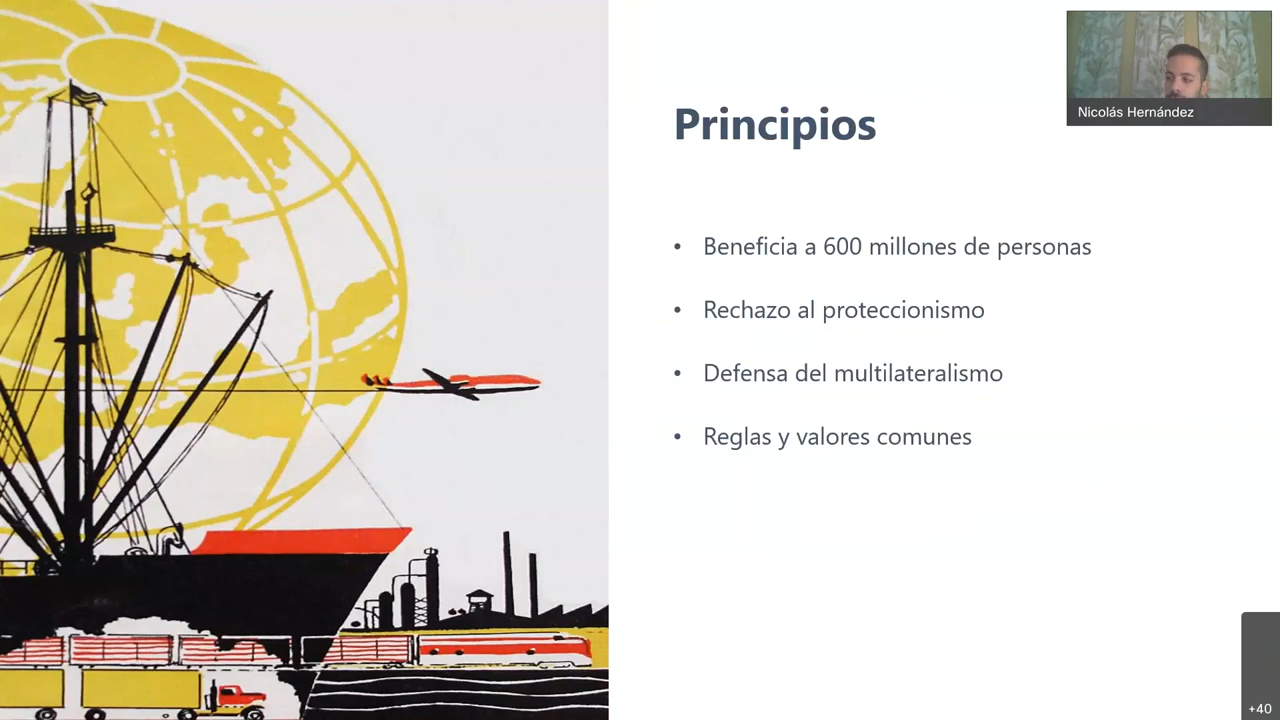 Principios
Nicolás Hernández
• Beneficia a 600 millones de personas
• Rechazo al proteccionismo
• Defensa del multilateralismo
• Reglas y valores comunes
+40